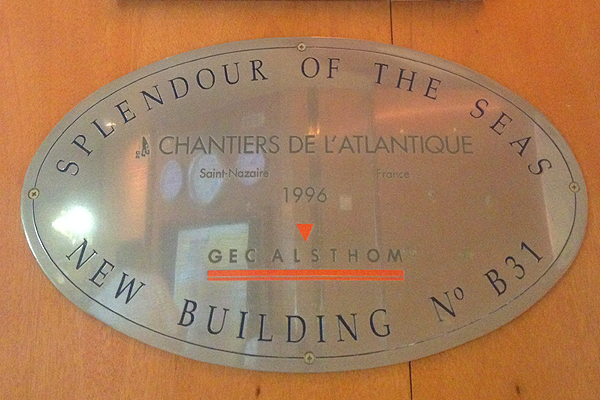 SPLENDOUR OF THE SEAS
CHANTIERS DE L'ATLANTIQUE
Saint-Nazaire France
1996
GEC ALSTHOM
NEW BUILDING Nº B31